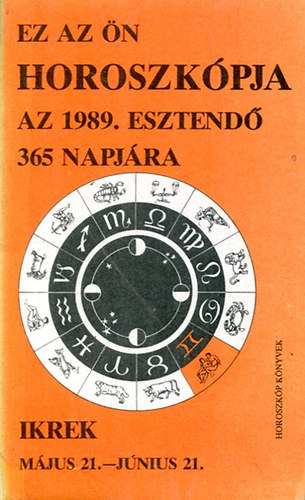 EZ AZ ÖN
HOROSZKÓPJA
AZ 1989. ESZTENDŐ
365 NAPJÁRA
IKREK
MÁJUS 21.—JÚNIUS 21.
HOROSZKÓP KÖNYVEK